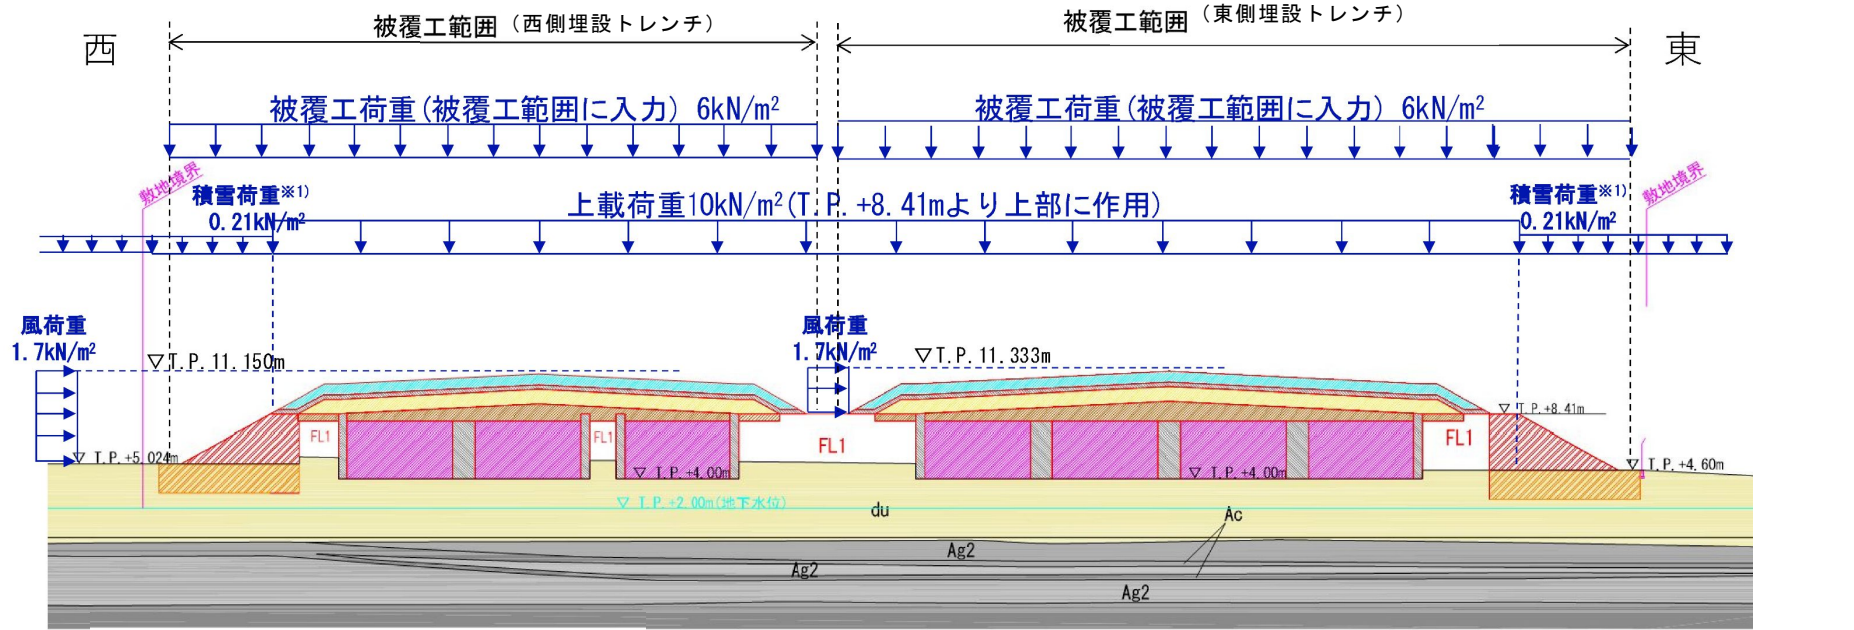 被覆工範囲（西側埋設トレンチ）
被覆工範囲（東側埋設トレンチ）
西
東
被覆工荷重(被覆工範囲に入力) 6kN/m²
被覆工荷重(被覆工範囲に入力) 6kN/m²
敷地境界
積雪荷重※1)
0.21kN/m²
上載荷重10kN/m²(T.P.+8.41mより上部に作用)
積雪荷重※1)
0.21kN/m²
敷地境界
風荷重
1.7kN/m²
▽T.P.11.150m
風荷重
1.7kN/m²
▽T.P.11.333m
▽ T.P.+8.41m
FL1
FL1
FL1
FL1
▽ T.P.+5.024m
▽ T.P.+4.00m
▽ T.P.+4.00m
▽ T.P.+4.60m
▽ T.P.+2.00m(地下水位)
du
Ac
Ag2
Ag2
Ag2